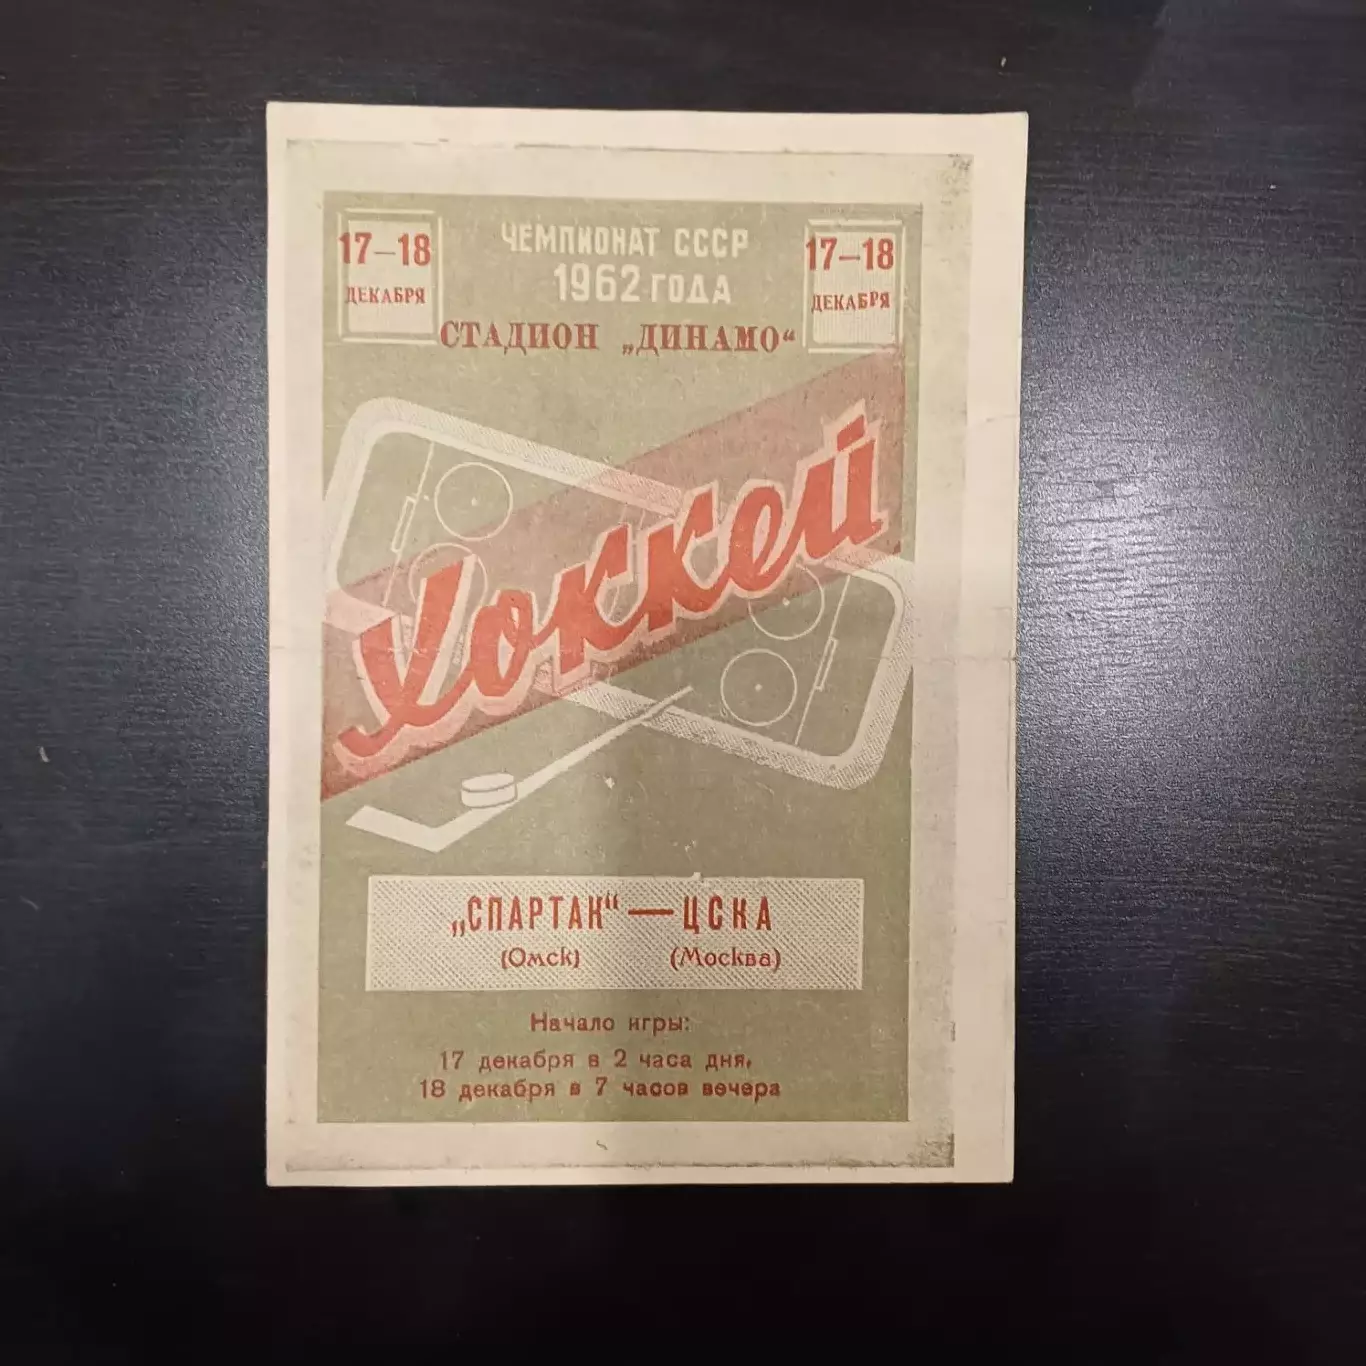 17–18
ДЕКАБРЯ
ЧЕМПИОНАТ СССР
1962 ГОДА
17–18
ДЕКАБРЯ
СТАДИОН „ДИНАМО“
Хоккей
„СПАРТАК“ — ЦСКА
(Омск) (Москва)
Начало игры:
17 декабря в 2 часа дня,
18 декабря в 7 часов вечера